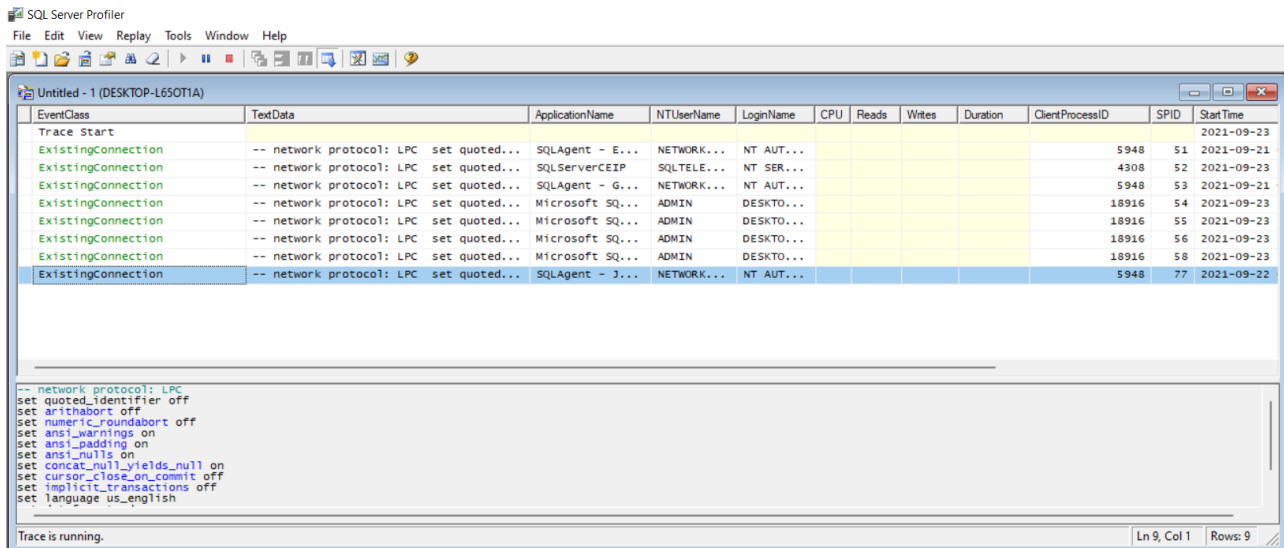 SQL Server Profiler
File Edit View Replay Tools Window Help
Untitled - 1 (DESKTOP-L65OT1A)
EventClass TextData ApplicationName NTUserName LoginName CPU Reads Writes Duration ClientProcessID SPID StartTime
Trace Start 2021-09-23
ExistingConnection -- network protocol: LPC set quoted... SQLAgent - E... NETWORK... NT AUT... 5948 51 2021-09-21
ExistingConnection -- network protocol: LPC set quoted... SQLServerCEIP SQLTELE... NT SER... 4308 52 2021-09-23
ExistingConnection -- network protocol: LPC set quoted... SQLAgent - G... NETWORK... NT AUT... 5948 53 2021-09-21
ExistingConnection -- network protocol: LPC set quoted... Microsoft SQ... ADMIN DESKTO... 18916 54 2021-09-23
ExistingConnection -- network protocol: LPC set quoted... Microsoft SQ... ADMIN DESKTO... 18916 55 2021-09-23
ExistingConnection -- network protocol: LPC set quoted... Microsoft SQ... ADMIN DESKTO... 18916 56 2021-09-23
ExistingConnection -- network protocol: LPC set quoted... Microsoft SQ... ADMIN DESKTO... 18916 58 2021-09-23
ExistingConnection -- network protocol: LPC set quoted... SQLAgent - J... NETWORK... NT AUT... 5948 77 2021-09-22
-- network protocol: LPC
set quoted_identifier off
set arithabort off
set numeric_roundabort off
set ansi_warnings on
set ansi_padding on
set ansi_nulls on
set concat_null_yields_null on
set cursor_close_on_commit off
set implicit_transactions off
set language us_english
Trace is running. Ln 9, Col 1 Rows: 9